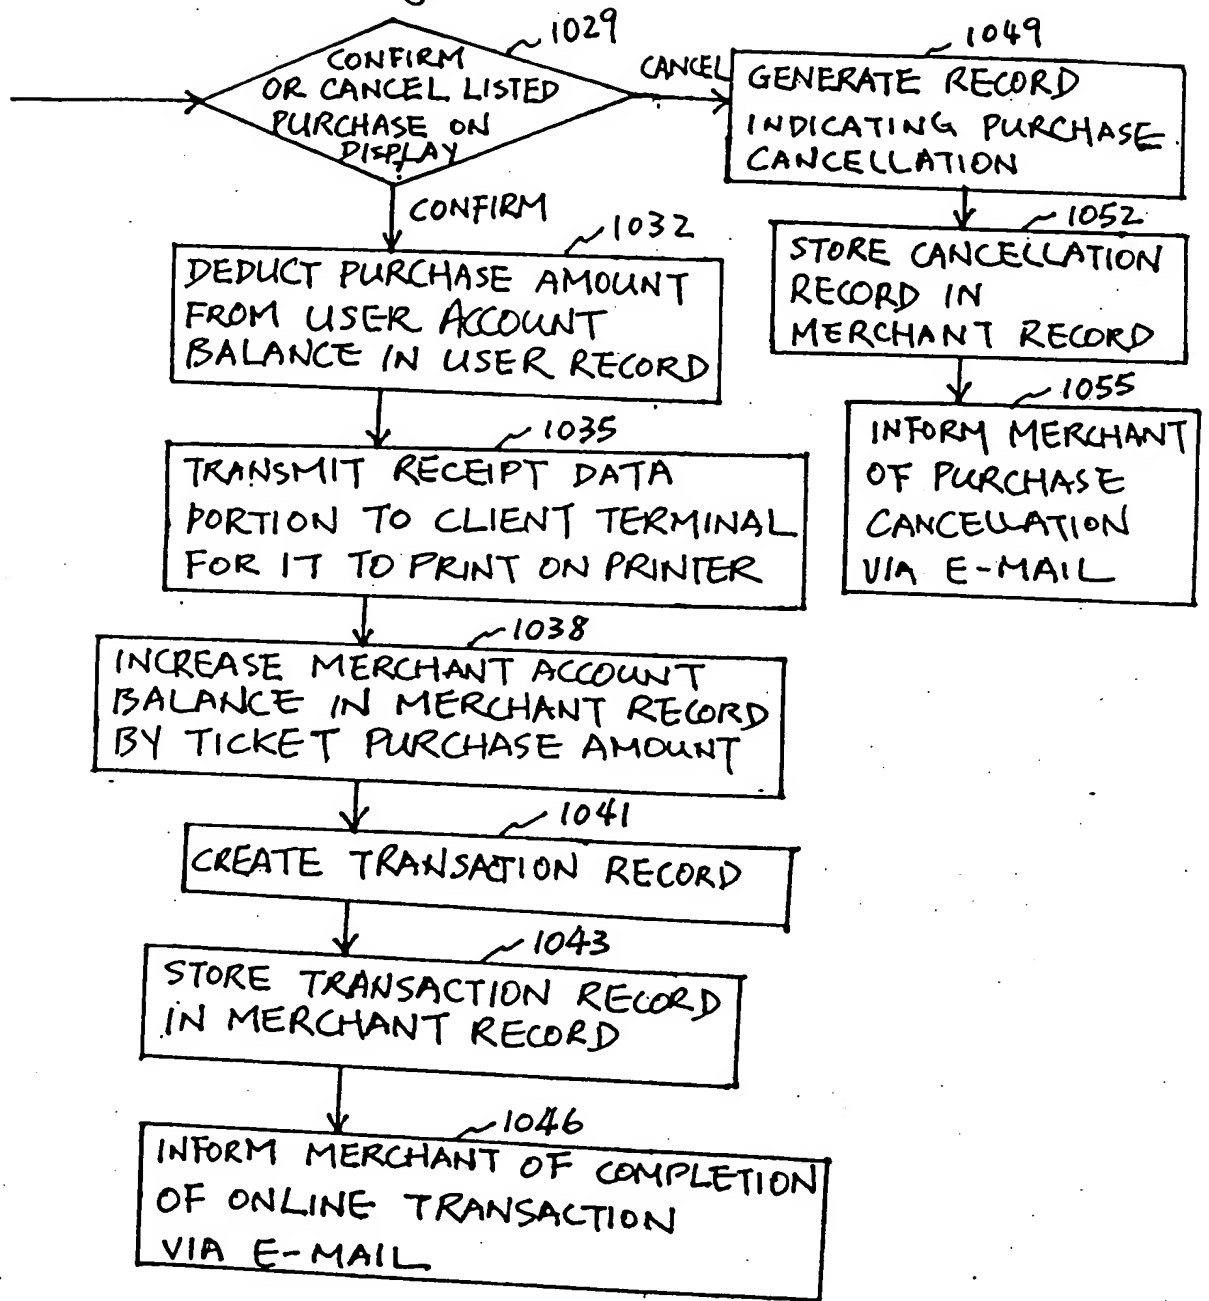 1029
CONFIRM
OR CANCEL LISTED
PURCHASE ON
DISPLAY
CANCEL
1049
GENERATE RECORD
INDICATING PURCHASE
CANCELLATION
CONFIRM
1032
DEDUCT PURCHASE AMOUNT
FROM USER ACCOUNT
BALANCE IN USER RECORD
1052
STORE CANCELLATION
RECORD IN
MERCHANT RECORD
1035
TRANSMIT RECEIPT DATA
PORTION TO CLIENT TERMINAL
FOR IT TO PRINT ON PRINTER
1055
INFORM MERCHANT
OF PURCHASE
CANCELLATION
VIA E-MAIL
1038
INCREASE MERCHANT ACCOUNT
BALANCE IN MERCHANT RECORD
BY TICKET PURCHASE AMOUNT
1041
CREATE TRANSATION RECORD
1043
STORE TRANSACTION RECORD
IN MERCHANT RECORD
1046
INFORM MERCHANT OF COMPLETION
OF ONLINE TRANSACTION
VIA E-MAIL